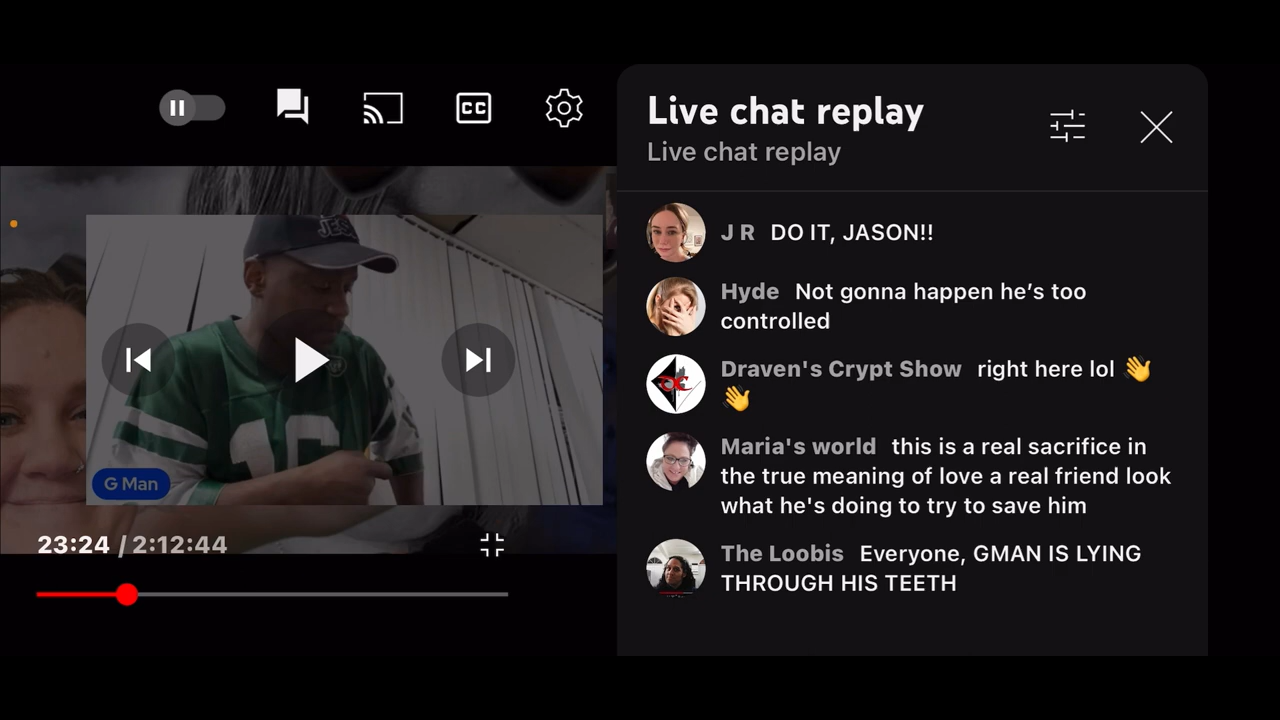 CC
Live chat replay
Live chat replay
J R DO IT, JASON!!
Hyde Not gonna happen he’s too
controlled
Draven's Crypt Show right here lol 👋
👋
Maria's world this is a real sacrifice in
the true meaning of love a real friend look
what he's doing to try to save him
The Loobis Everyone, GMAN IS LYING
THROUGH HIS TEETH
G Man
23:24 / 2:12:44